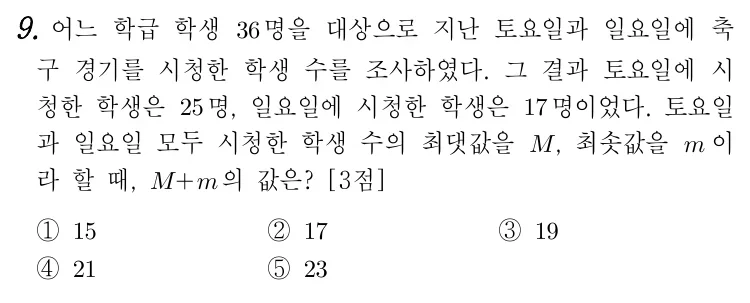 9. 어느 학급 학생 36명을 대상으로 지난 토요일과 일요일에 축
구 경기를 시청한 학생 수를 조사하였다. 그 결과 토요일에 시
청한 학생은 25명, 일요일에 시청한 학생은 17명이었다. 토요일
과 일요일 모두 시청한 학생 수의 최댓값을 M, 최솟값을 m이
라 할 때, M+m의 값은? [3점]
① 15 ② 17 ③ 19
④ 21 ⑤ 23